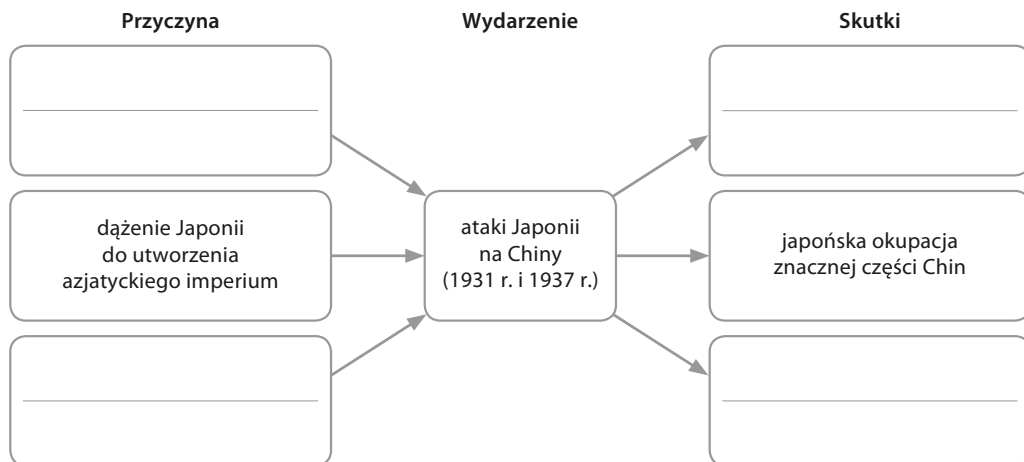 Przyczyna
Wydarzenie
Skutki
dążenie Japonii
do utworzenia
azjatyckiego imperium
ataki Japonii
na Chiny
(1931 r. i 1937 r.)
japońska okupacja
znacznej części Chin